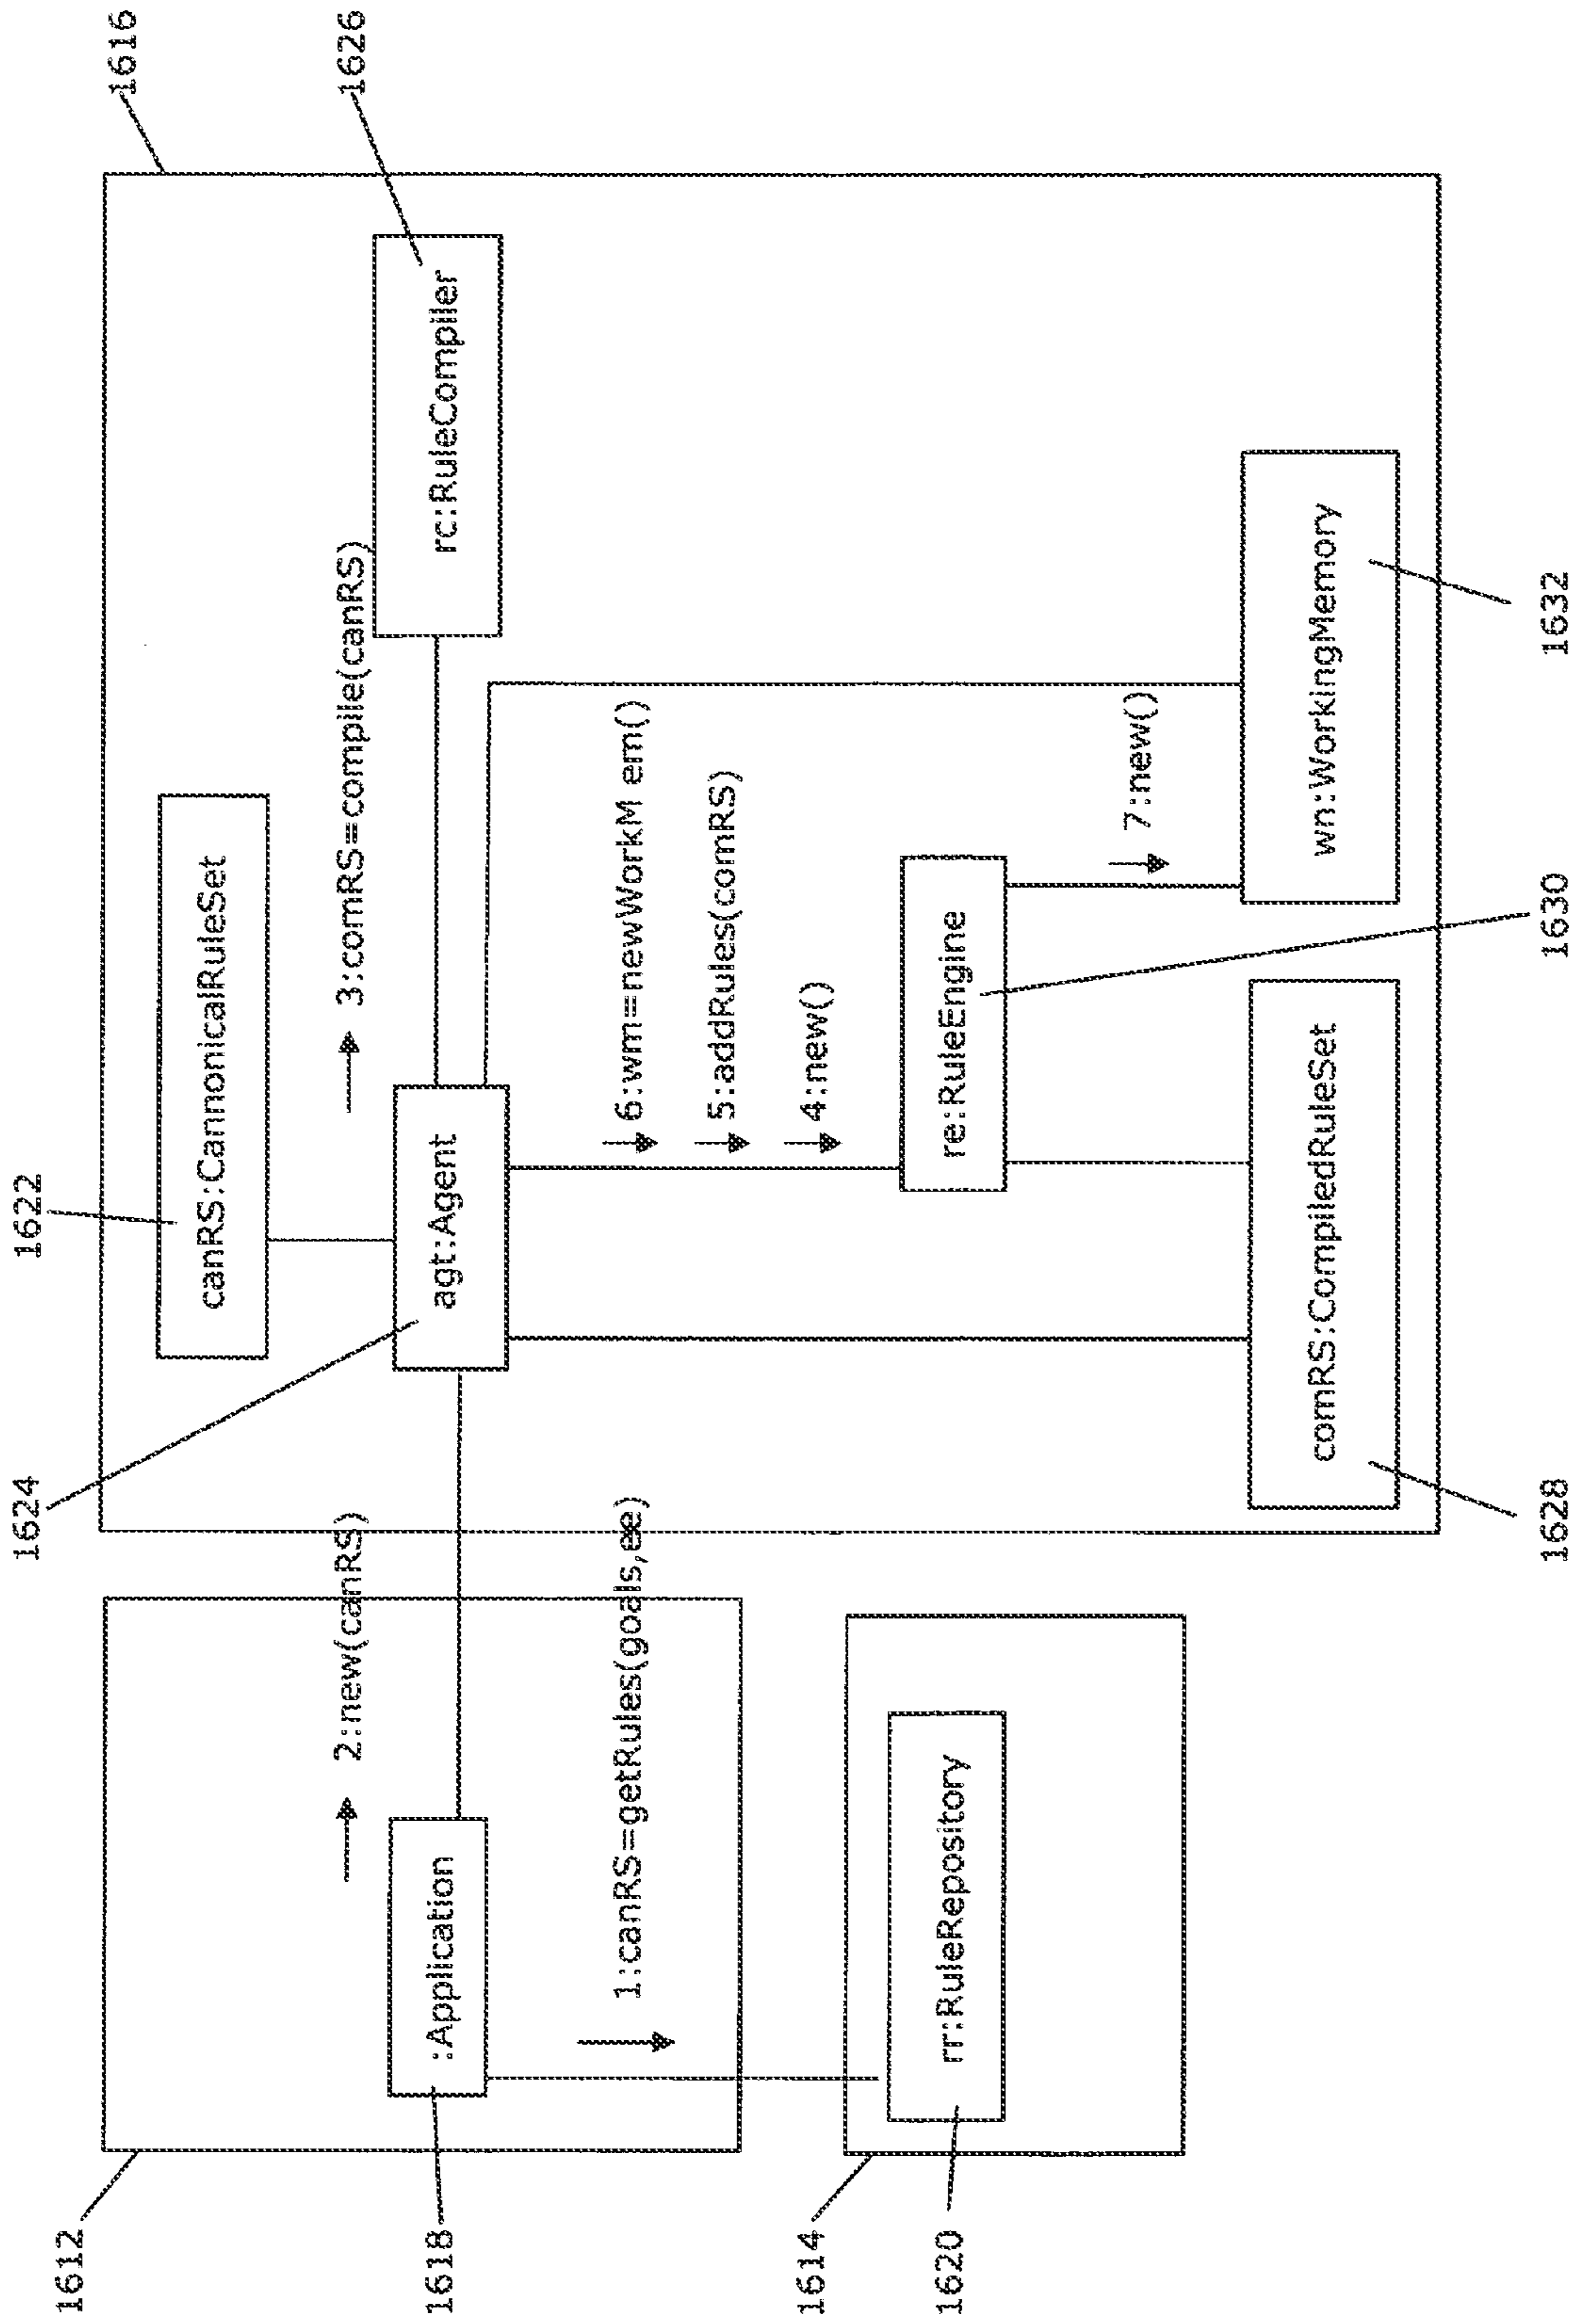 1616
1626
1622
1624
canRS:CannonicalRuleSet
3:comRS=compile(canRS)
rc:RuleCompiler
agt:Agent
2:new(canRS)
:Application
1:canRS=getRules(goals,ee)
6:wm=newWorkM em()
5:addRules(comRS)
4:new()
7:new()
re:RuleEngine
rr:RuleRepository
comRS:CompiledRuleSet
wn:WorkingMemory
1612
1618
1614
1620
1628
1630
1632